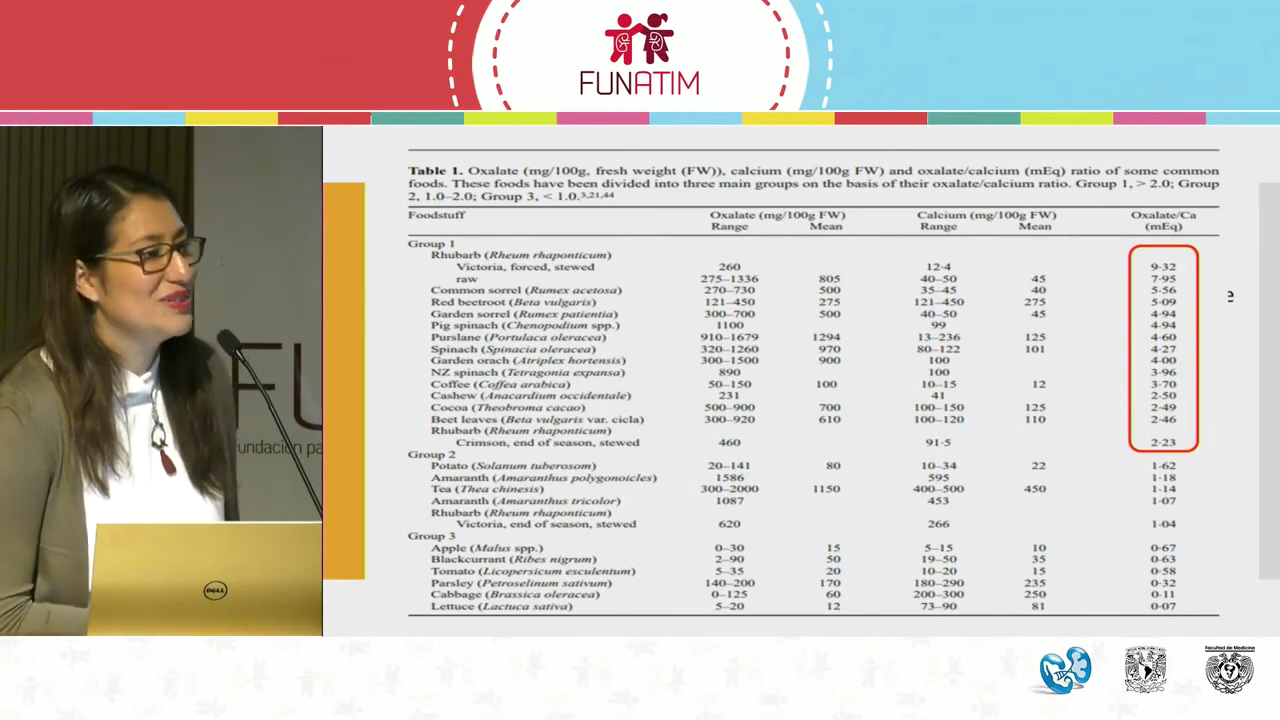 FUNATIM
Table 1. Oxalate (mg/100g, fresh weight (FW)), calcium (mg/100g FW) and oxalate/calcium (mEq) ratio of some common
foods. These foods have been divided into three main groups on the basis of their oxalate/calcium ratio. Group 1, > 2.0; Group
2, 1.0–2.0; Group 3, < 1.0.3,21,44
Foodstuff Oxalate (mg/100g FW) Calcium (mg/100g FW) Oxalate/Ca
Range Mean Range Mean (mEq)
Group 1
Rhubarb (Rheum rhaponticum)
Victoria, forced, stewed 260 12·4 9·32
raw 275–1336 805 40–50 45 7·95
Common sorrel (Rumex acetosa) 270–730 500 35–45 40 5·56
Red beetroot (Beta vulgaris) 121–450 275 121–450 275 5·09
Garden sorrel (Rumex patientia) 300–700 500 40–50 45 4·94
Pig spinach (Chenopodium spp.) 1100 99 4·94
Purslane (Portulaca oleracea) 910–1679 1294 13–236 125 4·60
Spinach (Spinacia oleracea) 320–1260 970 80–122 101 4·27
Garden orach (Atriplex hortensis) 300–1500 900 100 4·00
NZ spinach (Tetragonia expansa) 890 100 3·96
Coffee (Coffea arabica) 50–150 100 10–15 12 3·70
Cashew (Anacardium occidentale) 231 41 2·50
Cocoa (Theobroma cacao) 500–900 700 100–150 125 2·49
Beet leaves (Beta vulgaris var. cicla) 300–920 610 100–120 110 2·46
Rhubarb (Rheum rhaponticum)
Crimson, end of season, stewed 460 91·5 2·23
Group 2
Potato (Solanum tuberosom) 20–141 80 10–34 22 1·62
Amaranth (Amaranthus polygonoicles) 1586 595 1·18
Tea (Thea chinesis) 300–2000 1150 400–500 450 1·14
Amaranth (Amaranthus tricolor) 1087 453 1·07
Rhubarb (Rheum rhaponticum)
Victoria, end of season, stewed 620 266 1·04
Group 3
Apple (Malus spp.) 0–30 15 5–15 10 0·67
Blackcurrant (Ribes nigrum) 2–90 50 19–50 35 0·63
Tomato (Licopersicum esculentum) 5–35 20 10–20 15 0·58
Parsley (Petroselinum sativum) 140–200 170 180–290 235 0·32
Cabbage (Brassica oleracea) 0–125 60 200–300 250 0·11
Lettuce (Lactuca sativa) 5–20 12 73–90 81 0·07
e
FU
undación pa
DELL
Facultad de Medicina